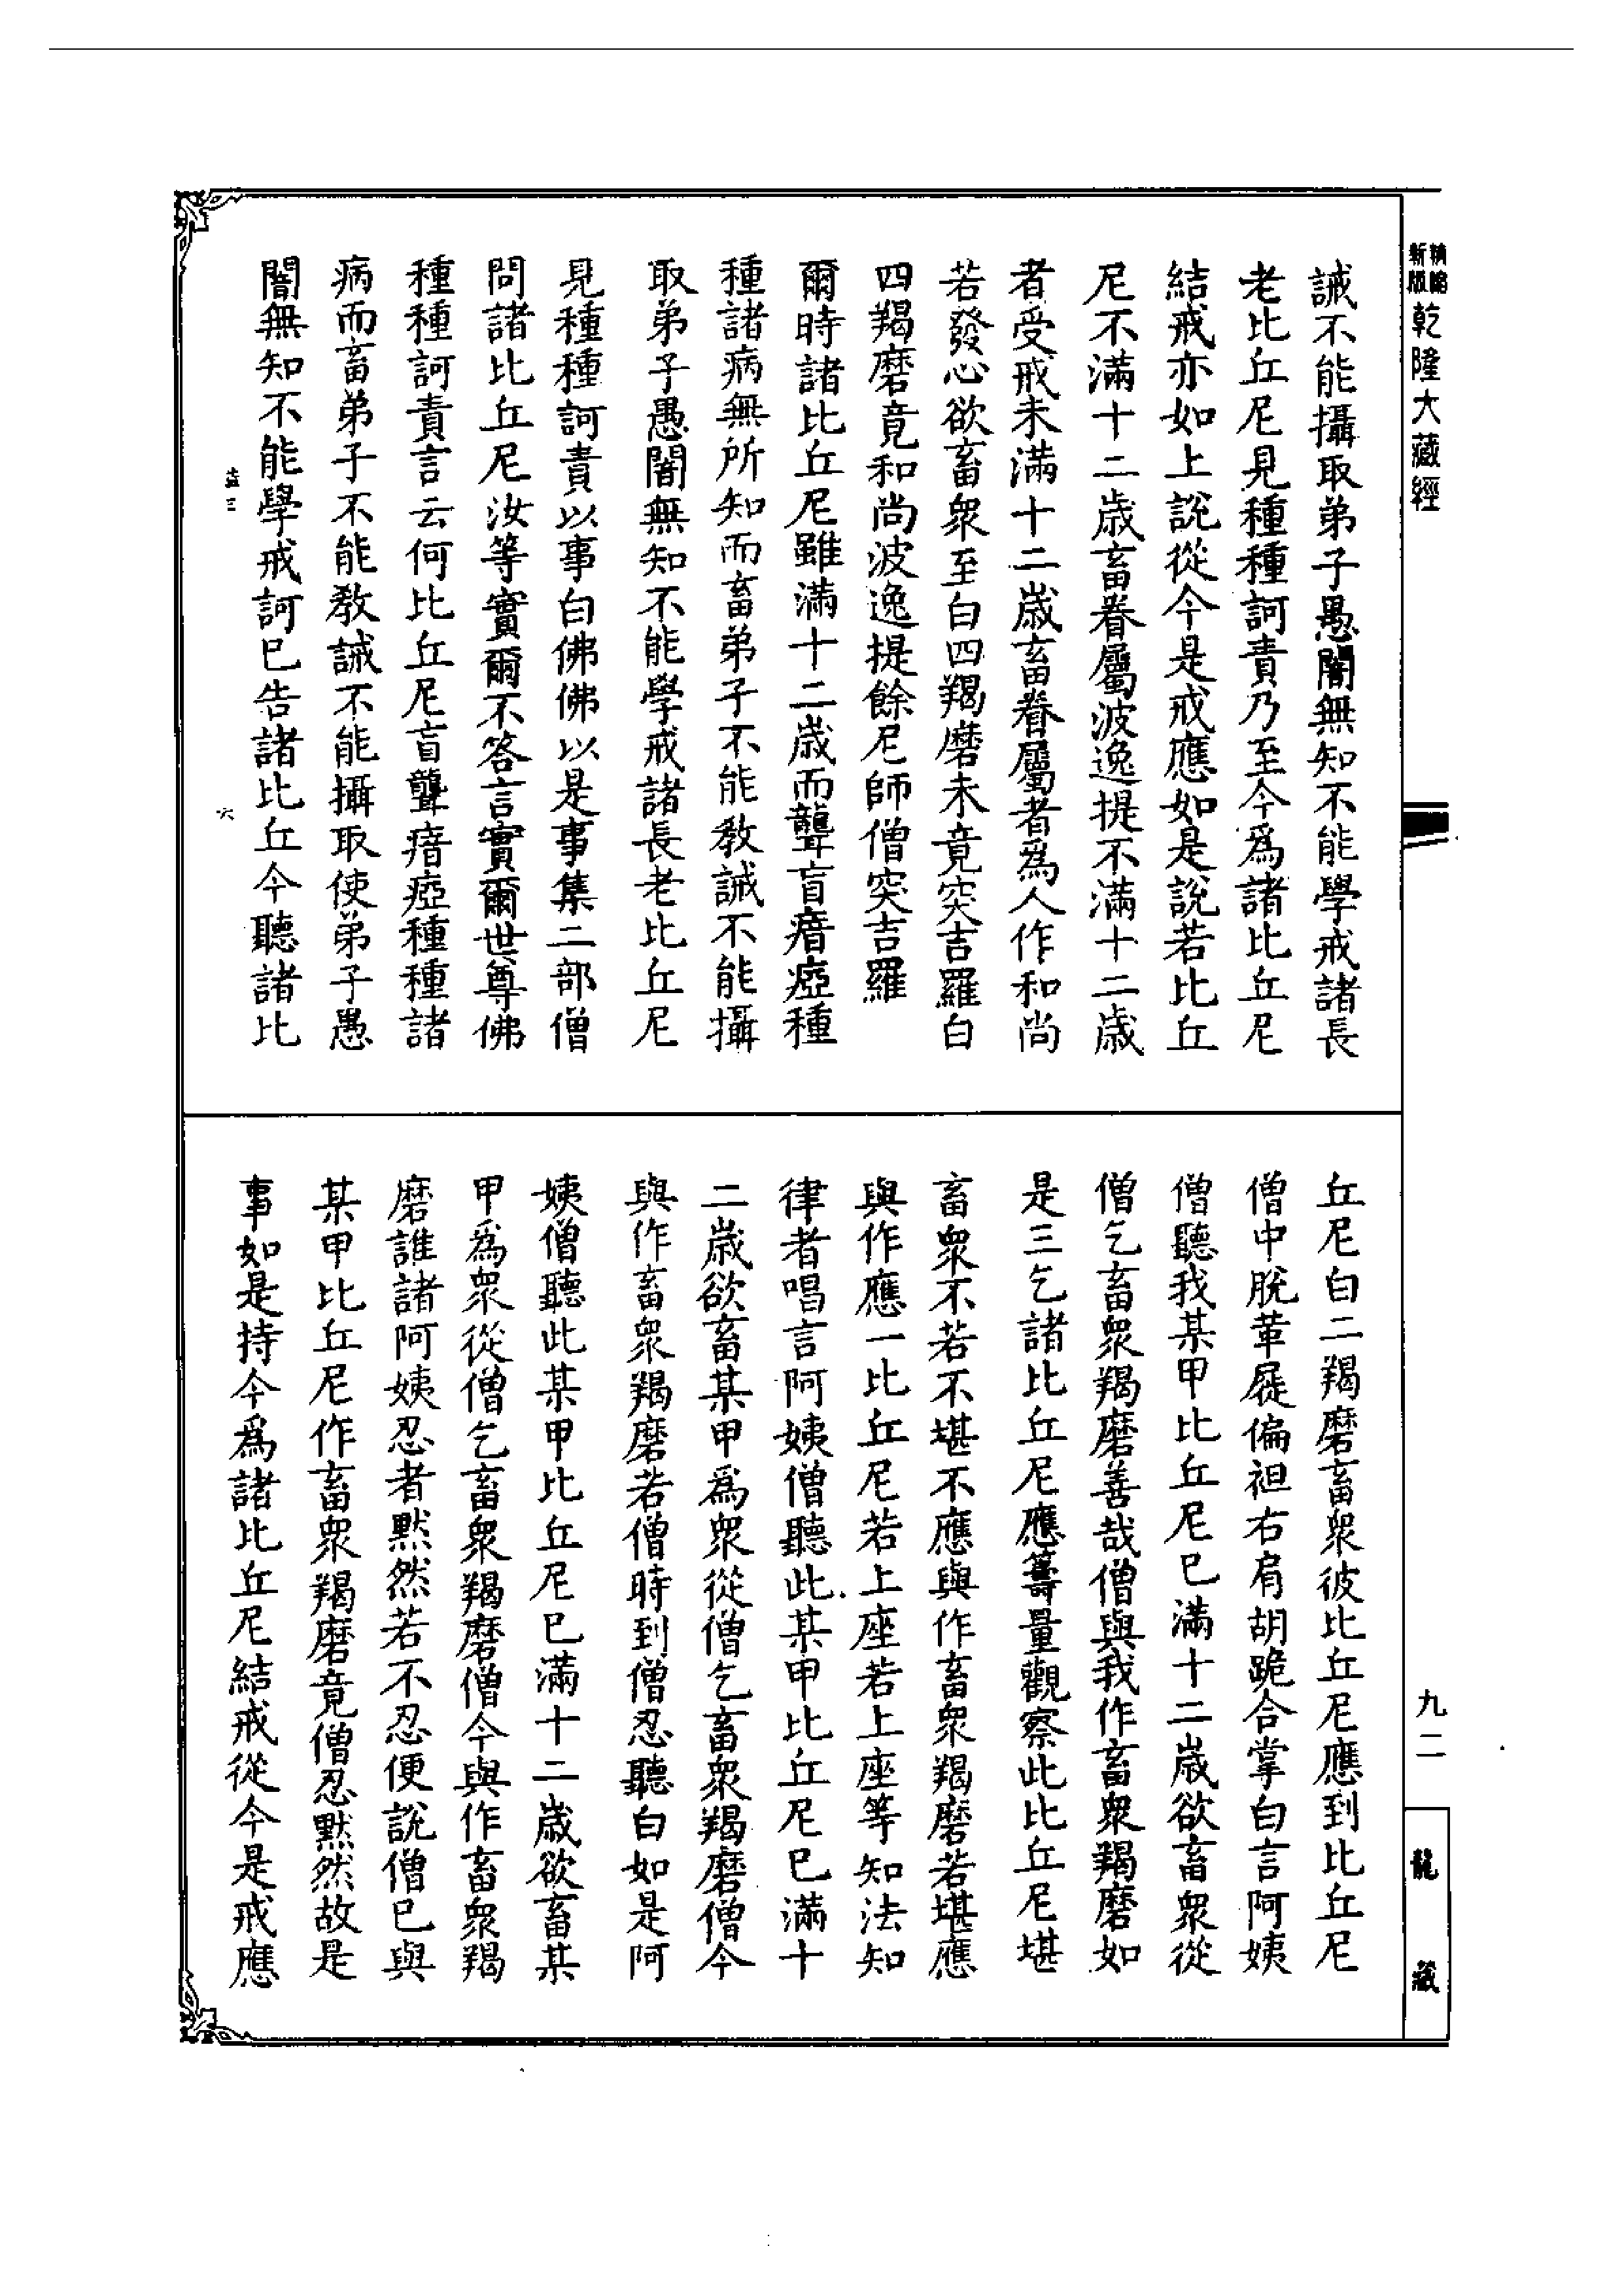 新版
精縮
乾隆大藏經
九二
龍藏
誡不能攝取弟子愚闇無知不能學戒諸長
老比丘尼見種種訶責乃至今為諸比丘尼
結戒亦如上說從今是戒應如是說若比丘
尼不滿十二歲畜眷屬波逸提不滿十二歲
者受戒未滿十二歲畜眷屬者為人作和尚
若發心欲畜衆至白四羯磨未竟突吉羅白
四羯磨竟和尚波逸提餘尼師僧突吉羅
爾時諸比丘尼雖滿十二歲而聾盲瘖瘂種
種諸病無所知而畜弟子不能教誡不能攝
取弟子愚闇無知不能學戒諸長老比丘尼
見種種訶責以事白佛佛以是事集二部僧
問諸比丘尼汝等實爾不答言實爾世尊佛
種種訶責言云何比丘尼盲聾瘖瘂種種諸
病而畜弟子不能教誡不能攝取使弟子愚
闇無知不能學戒訶已告諸比丘今聽諸比
益三
六
丘尼白二羯磨畜衆彼比丘尼應到比丘尼
僧中脫革屣偏袒右肩胡跪合掌白言阿姨
僧聽我某甲比丘尼已滿十二歲欲畜衆從
僧乞畜衆羯磨善哉僧與我作畜衆羯磨如
是三乞諸比丘尼應籌量觀察此比丘尼堪
畜衆不若不堪不應與作畜衆羯磨若堪應
與作應一比丘尼若上座若上座等知法知
律者唱言阿姨僧聽此某甲比丘尼已滿十
二歲欲畜某甲為衆從僧乞畜衆羯磨僧今
與作畜衆羯磨若僧時到僧忍聽白如是阿
姨僧聽此某甲比丘尼已滿十二歲欲畜某
甲為衆從僧乞畜衆羯磨僧今與作畜衆羯
磨誰諸阿姨忍者默然若不忍便說僧已與
某甲比丘尼作畜衆羯磨竟僧忍默然故是
事如是持今為諸比丘尼結戒從今是戒應